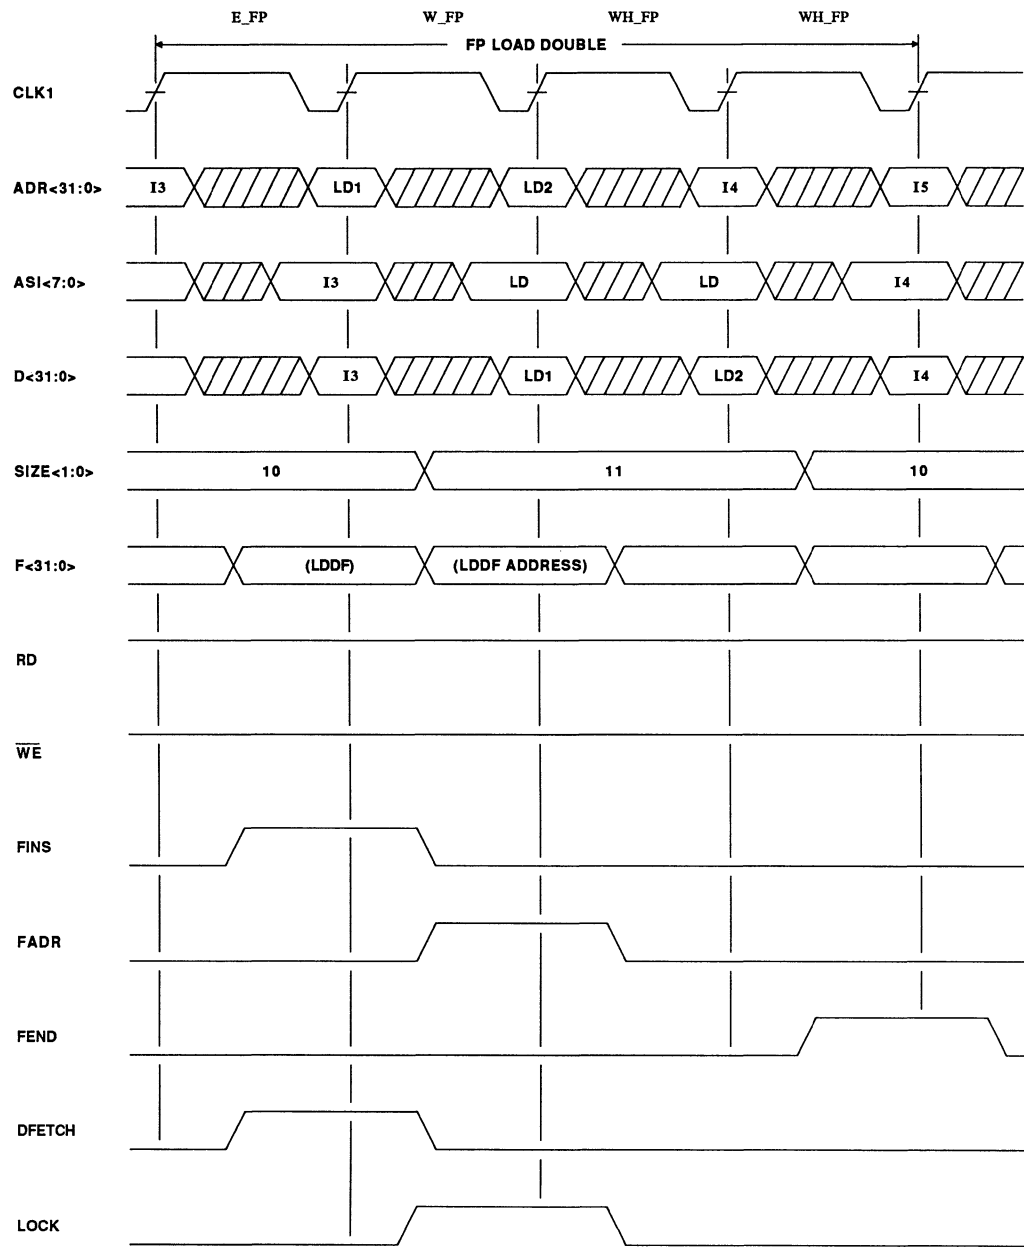 E_FP W_FP WH_FP WH_FP
FP LOAD DOUBLE
CLK1
ADR<31:0> I3 LD1 LD2 I4 I5
ASI<7:0> I3 LD LD I4
D<31:0> I3 LD1 LD2 I4
SIZE<1:0> 10 11 10
F<31:0> (LDDF) (LDDF ADDRESS)
RD
W̅E̅
FINS
FADR
FEND
DFETCH
LOCK